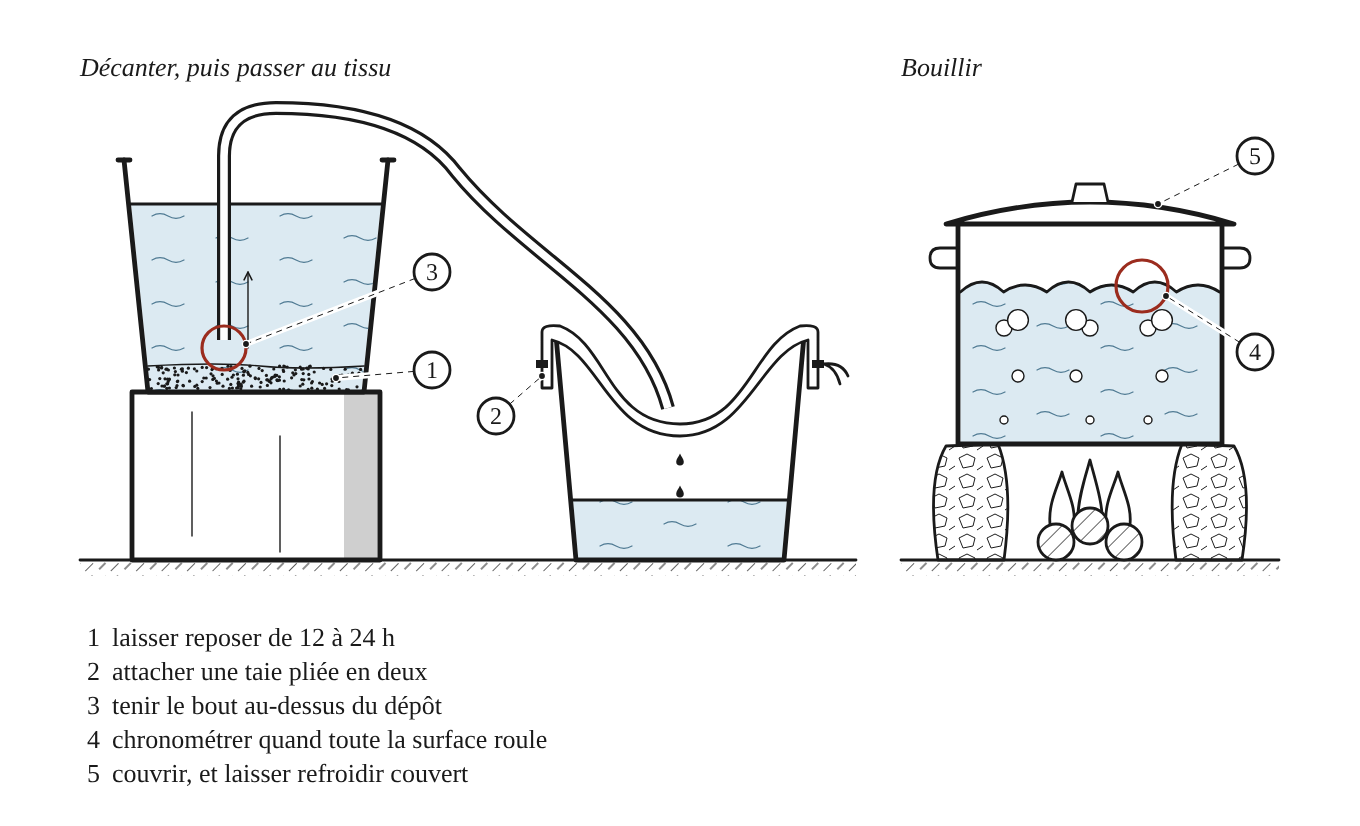 Décanter, puis passer au tissu
Bouillir
5
3
4
1
2
1 laisser reposer de 12 à 24 h
2 attacher une taie pliée en deux
3 tenir le bout au-dessus du dépôt
4 chronométrer quand toute la surface roule
5 couvrir, et laisser refroidir couvert